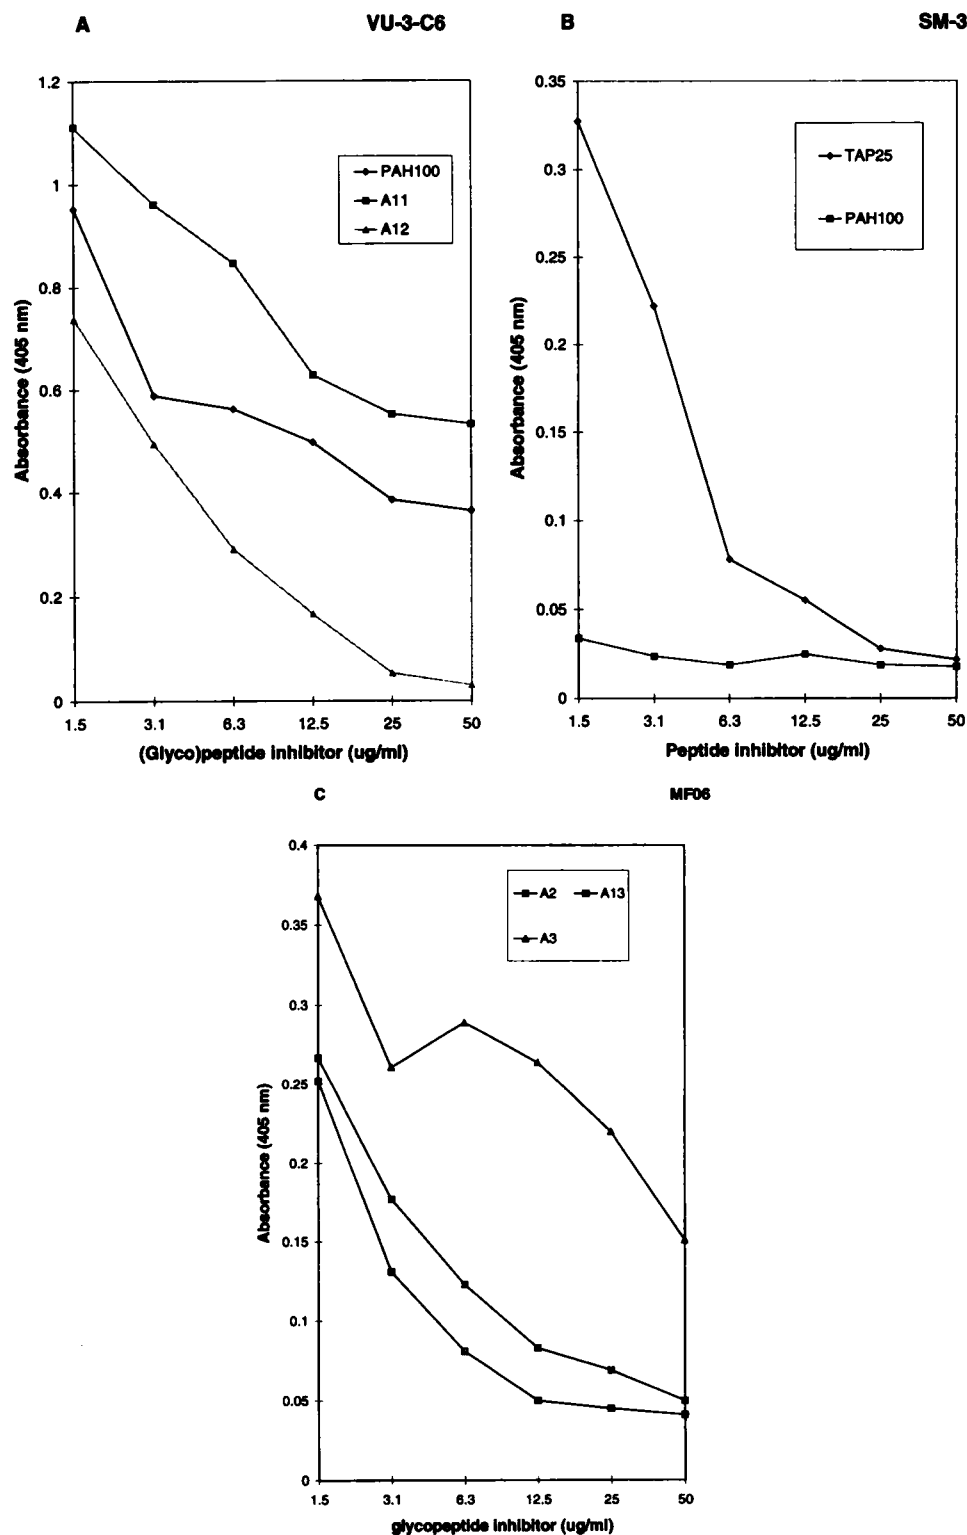 A VU-3-C6
1.2
1
0.8
0.6
0.4
0.2
0
Absorbance (405 nm)
PAH100
A11
A12
1.5 3.1 6.3 12.5 25 50
(Glyco)peptide inhibitor (ug/ml)
B SM-3
0.35
0.3
0.25
0.2
0.15
0.1
0.05
0
Absorbance (405 nm)
TAP25
PAH100
1.5 3.1 6.3 12.5 25 50
Peptide inhibitor (ug/ml)
C MF06
0.4
0.35
0.3
0.25
0.2
0.15
0.1
0.05
0
Absorbance (405 nm)
A2 A13
A3
1.5 3.1 6.3 12.5 25 50
glycopeptide inhibitor (ug/ml)